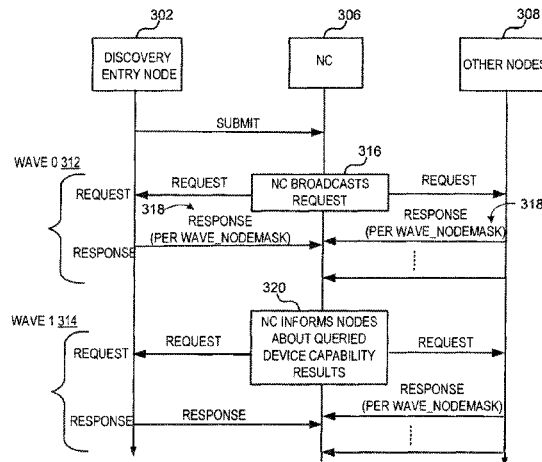 302
306
308
DISCOVERY
ENTRY NODE
NC
OTHER NODES
SUBMIT
WAVE 0 312
316
REQUEST
REQUEST
NC BROADCASTS
REQUEST
REQUEST
318
RESPONSE
(PER WAVE_NODEMASK)
RESPONSE
(PER WAVE_NODEMASK)
318
RESPONSE
320
WAVE 1 314
REQUEST
REQUEST
NC INFORMS NODES
ABOUT QUERIED
DEVICE CAPABILITY
RESULTS
REQUEST
RESPONSE
(PER WAVE_NODEMASK)
RESPONSE
RESPONSE